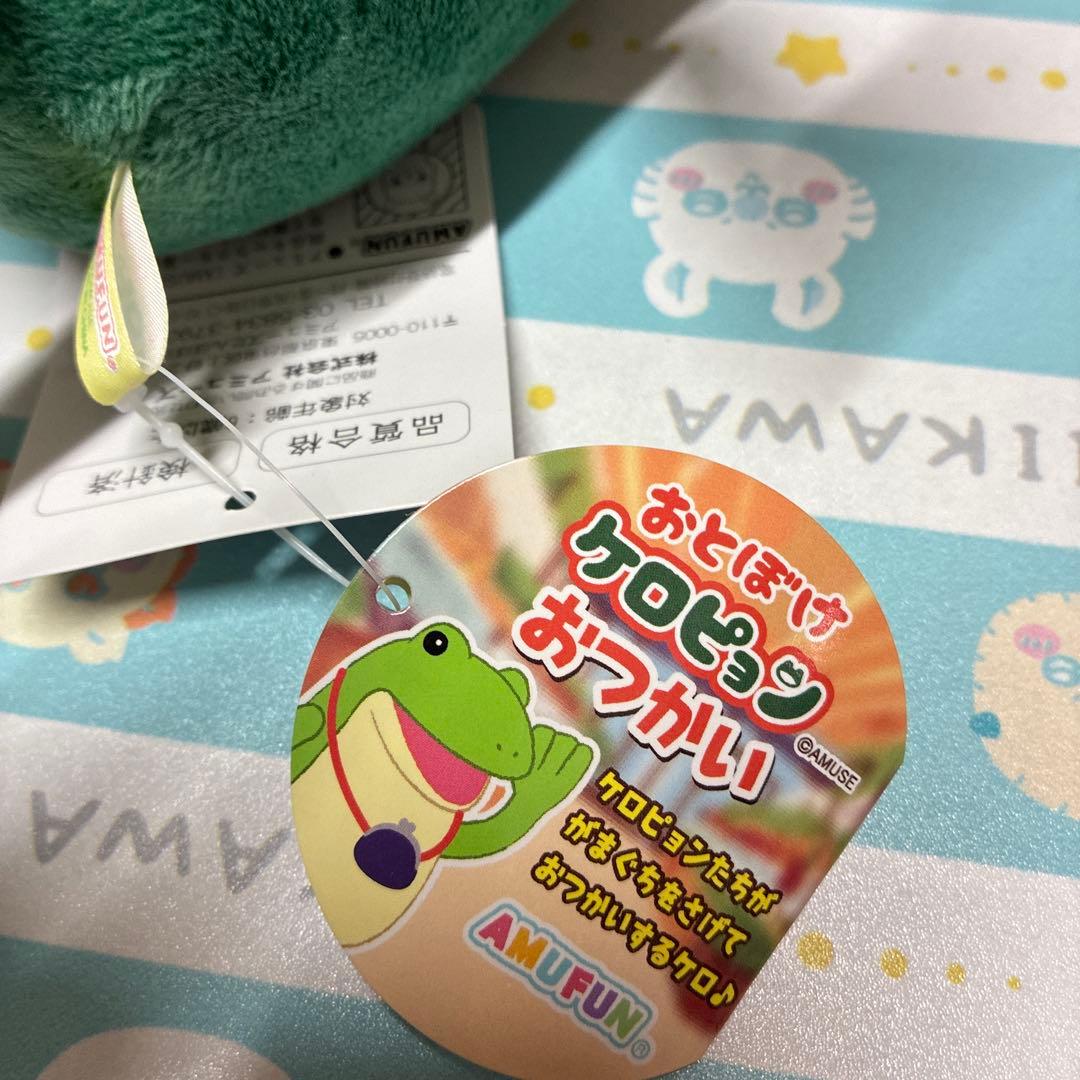 おとぼけ
ケロピョン
おつかい
©AMUSE
ケロピョンたちが
がまぐちをさげて
おつかいするケロ♪
AMUFUN®
検針済
品質合格
対象年齢:
株式会社 アミューズ
〒110-0005
TEL 03-
AMUFUN
IKAWA
AWA